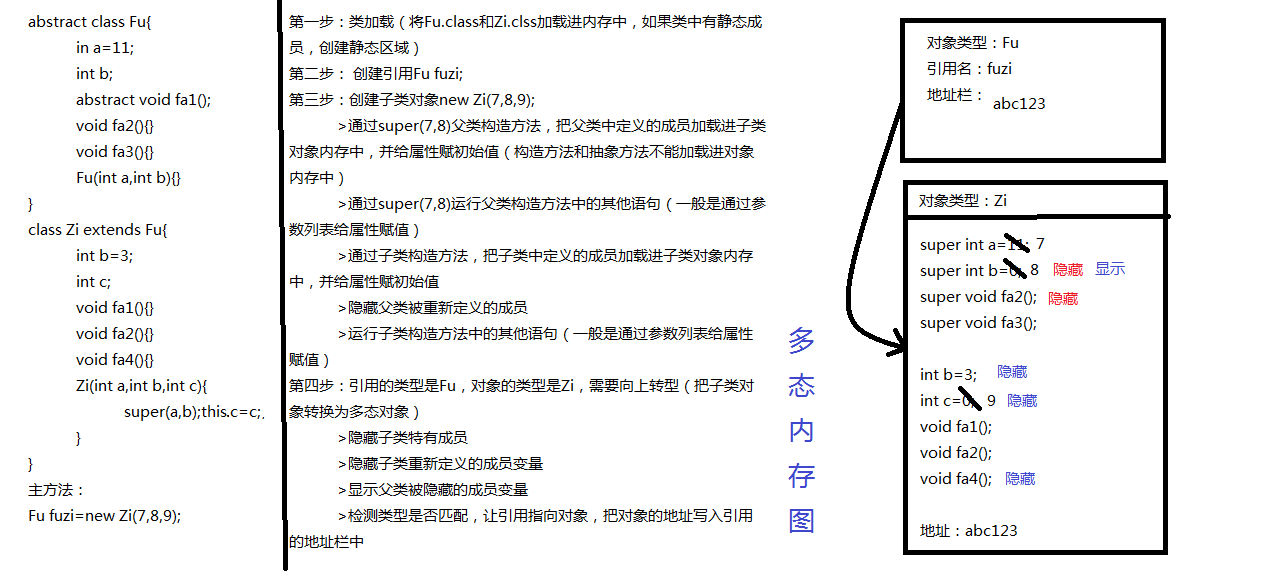 abstract class Fu{
in a=11;
int b;
abstract void fa1();
void fa2(){}
void fa3(){}
Fu(int a,int b){}
}
class Zi extends Fu{
int b=3;
int c;
void fa1(){}
void fa2(){}
void fa4(){}
Zi(int a,int b,int c){
super(a,b);this.c=c;
}
}
主方法：
Fu fuzi=new Zi(7,8,9);
第一步：类加载（将Fu.class和Zi.clss加载进内存中，如果类中有静态成
员，创建静态区域）
第二步： 创建引用Fu fuzi;
第三步：创建子类对象new Zi(7,8,9);
>通过super(7,8)父类构造方法，把父类中定义的成员加载进子类
对象内存中，并给属性赋初始值（构造方法和抽象方法不能加载进对象
内存中）
>通过super(7,8)运行父类构造方法中的其他语句（一般是通过参
数列表给属性赋值）
>通过子类构造方法，把子类中定义的成员加载进子类对象内存
中，并给属性赋初始值
>隐藏父类被重新定义的成员
>运行子类构造方法中的其他语句（一般是通过参数列表给属性
赋值）
第四步：引用的类型是Fu，对象的类型是Zi，需要向上转型（把子类对
象转换为多态对象）
>隐藏子类特有成员
>隐藏子类重新定义的成员变量
>显示父类被隐藏的成员变量
>检测类型是否匹配，让引用指向对象，把对象的地址写入引用
的地址栏中
多
态
内
存
图
对象类型：Fu
引用名：fuzi
地址栏： abc123
对象类型：Zi
super int a=11; 7
super int b=0; 8 隐藏 显示
super void fa2(); 隐藏
super void fa3();
int b=3; 隐藏
int c=0; 9 隐藏
void fa1();
void fa2();
void fa4(); 隐藏
地址：abc123